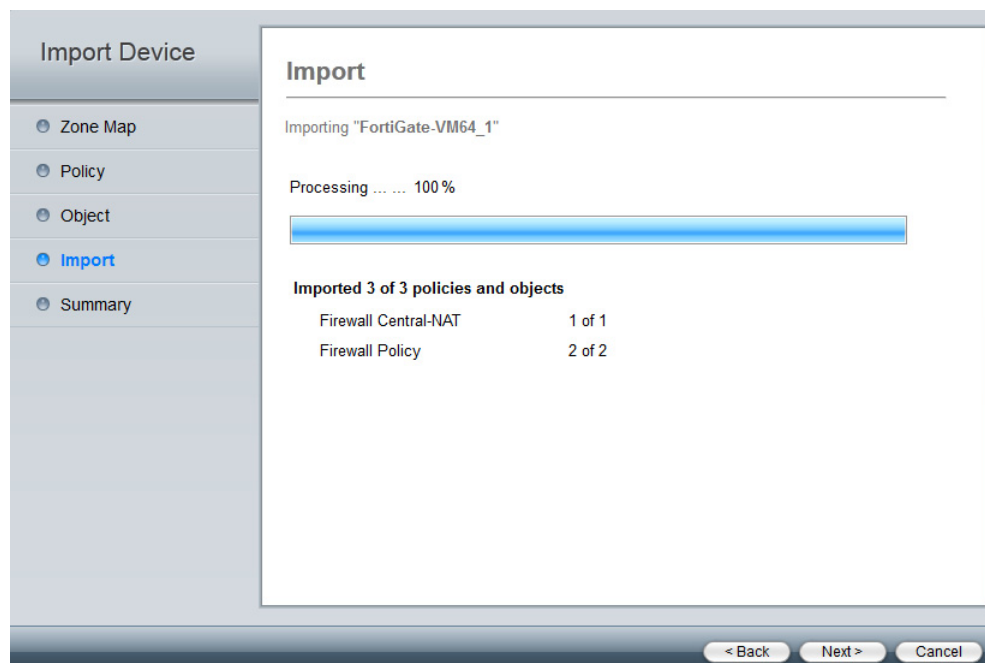 Import Device
Zone Map
Policy
Object
Import
Summary
Import
Importing "FortiGate-VM64_1"
Processing ... ... 100 %
Imported 3 of 3 policies and objects
Firewall Central-NAT 1 of 1
Firewall Policy 2 of 2
< Back Next > Cancel